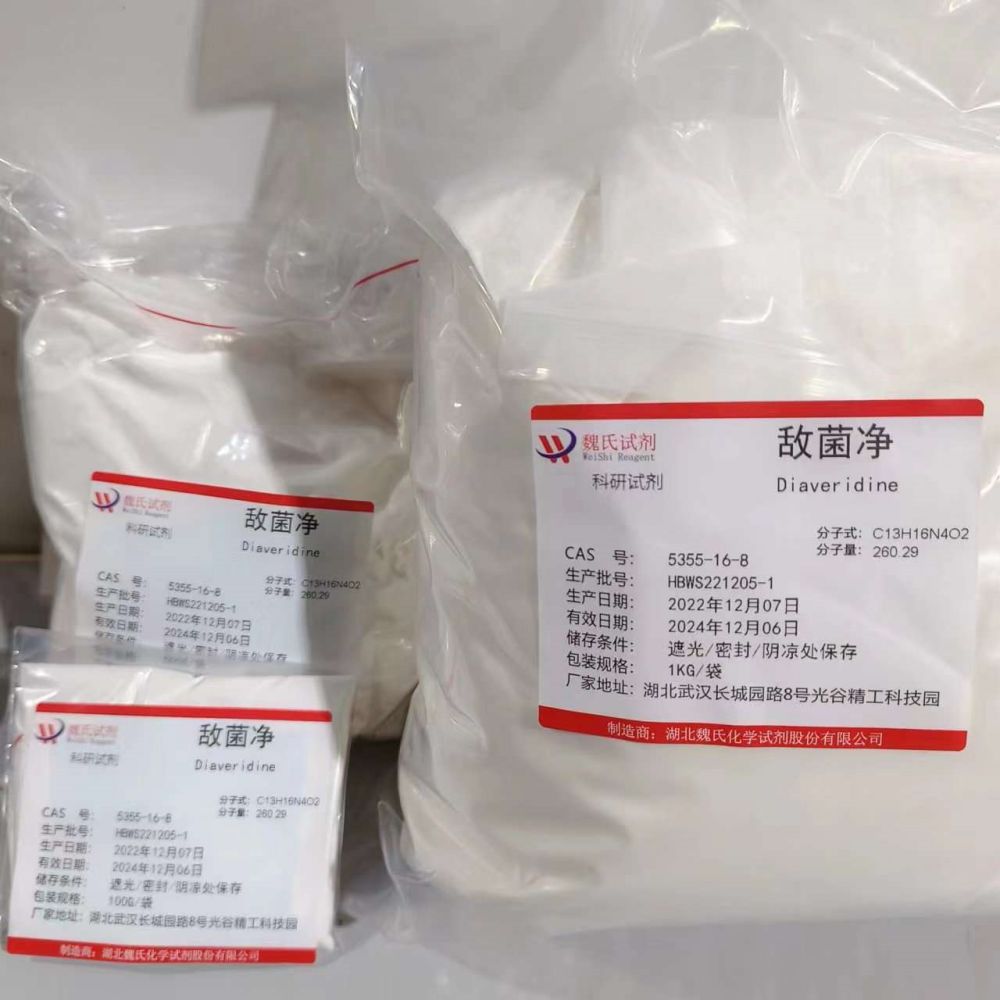 魏氏试剂
WeiShi Reagent
科研试剂
敌菌净
Diaveridine
分子式: C13H16N4O2
分子量: 260.29
CAS 号: 5355-16-8
生产批号: HBWS221205-1
生产日期: 2022年12月07日
有效日期: 2024年12月06日
储存条件: 遮光/密封/阴凉处保存
包装规格: 1KG/袋
厂家地址: 湖北武汉长城园路8号光谷精工科技园
制造商: 湖北魏氏化学试剂股份有限公司
魏氏试剂
WeiShi Reagent
科研试剂
敌菌净
Diaveridine
分子式: C13H16N4O2
分子量: 260.29
CAS 号: 5355-16-8
生产批号: HBWS221205-1
生产日期: 2022年12月07日
有效日期: 2024年12月06日
储存条件: 遮光/密封/阴凉处保存
魏氏试剂
WeiShi Reagent
科研试剂
敌菌净
Diaveridine
分子式: C13H16N4O2
分子量: 260.29
CAS 号: 5355-16-8
生产批号: HBWS221205-1
生产日期: 2022年12月07日
有效日期: 2024年12月06日
储存条件: 遮光/密封/阴凉处保存
包装规格: 100G/袋
厂家地址: 湖北武汉长城园路8号光谷精工科技园
制造商: 湖北魏氏化学试剂股份有限公司